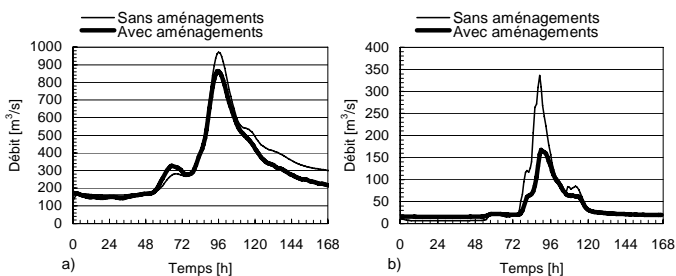 Sans aménagements
Avec aménagements
1000
900
800
700
600
500
400
300
200
100
0
Débit [m³/s]
0 24 48 72 96 120 144 168
a) Temps [h]
Sans aménagements
Avec aménagements
400
350
300
250
200
150
100
50
0
Débit [m³/s]
0 24 48 72 96 120 144 168
b) Temps [h]